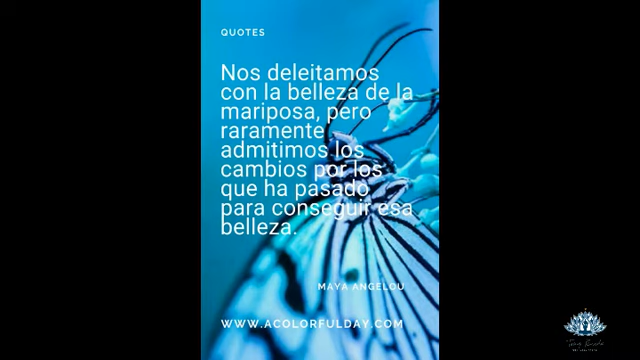 QUOTES
Nos deleitamos
con la belleza de la
mariposa, pero
raramente
admitimos los
cambios por los
que ha pasado
para conseguir esa
belleza.
MAYA ANGELOU
WWW.ACOLORFULDAY.COM